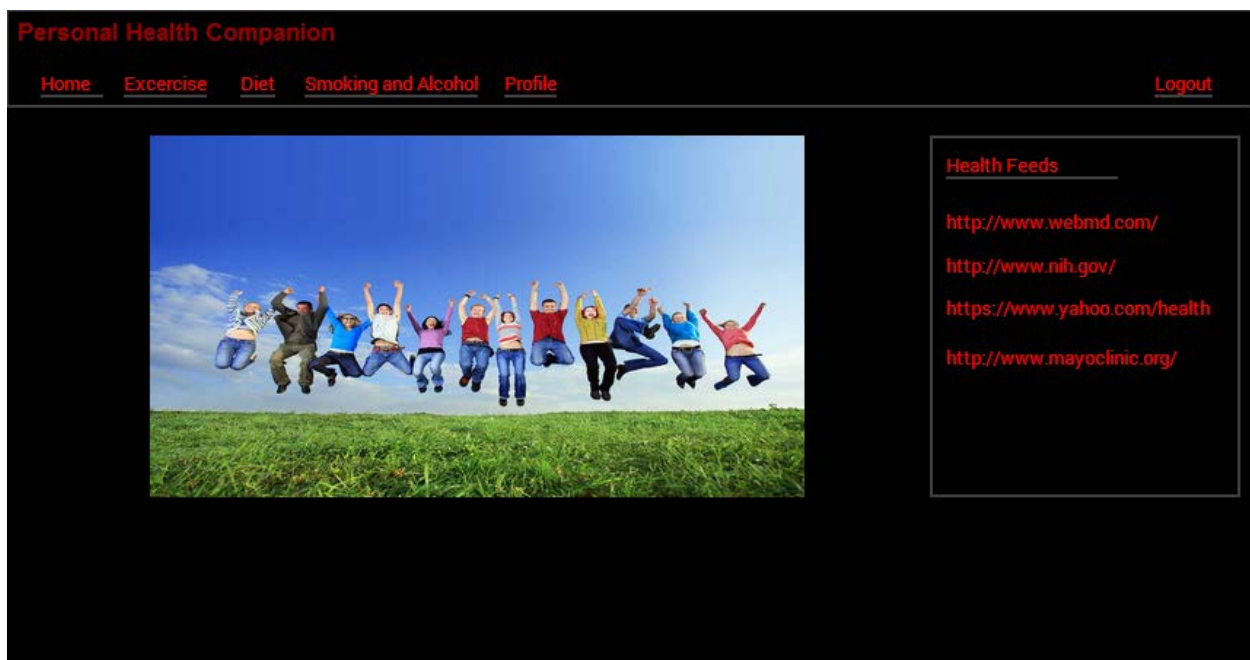 Personal Health Companion
Home Excercise Diet Smoking and Alcohol Profile Logout
Health Feeds
http://www.webmd.com/
http://www.nih.gov/
https://www.yahoo.com/health
http://www.mayoclinic.org/